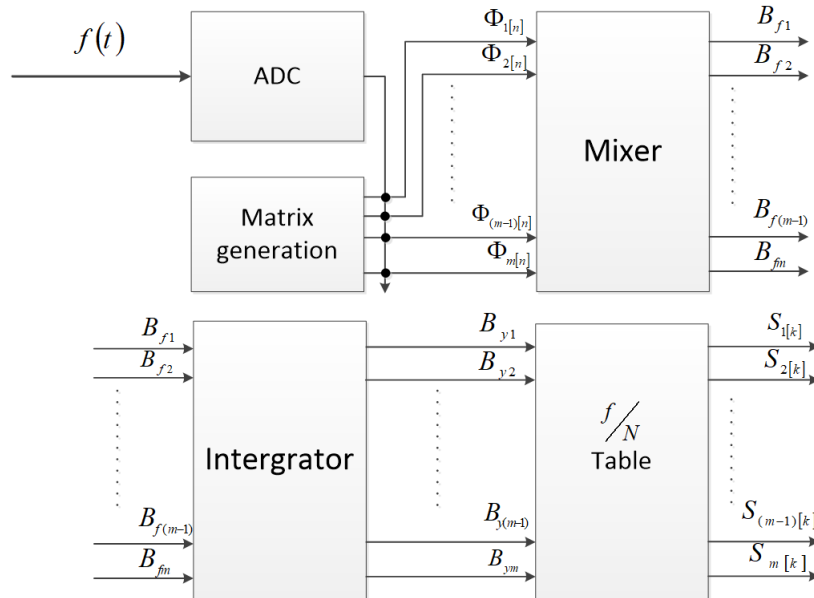 f(t)
ADC
Φ1[n]
Φ2[n]
Mixer
Bf1
Bf2
Matrix
generation
Φ(m−1)[n]
Φm[n]
Bf(m−1)
Bfm
Bf1
Bf2
Intergrator
By1
By2
f/N
Table
S1[k]
S2[k]
Bf(m−1)
Bfm
By(m−1)
Bym
S(m−1)[k]
Sm[k]